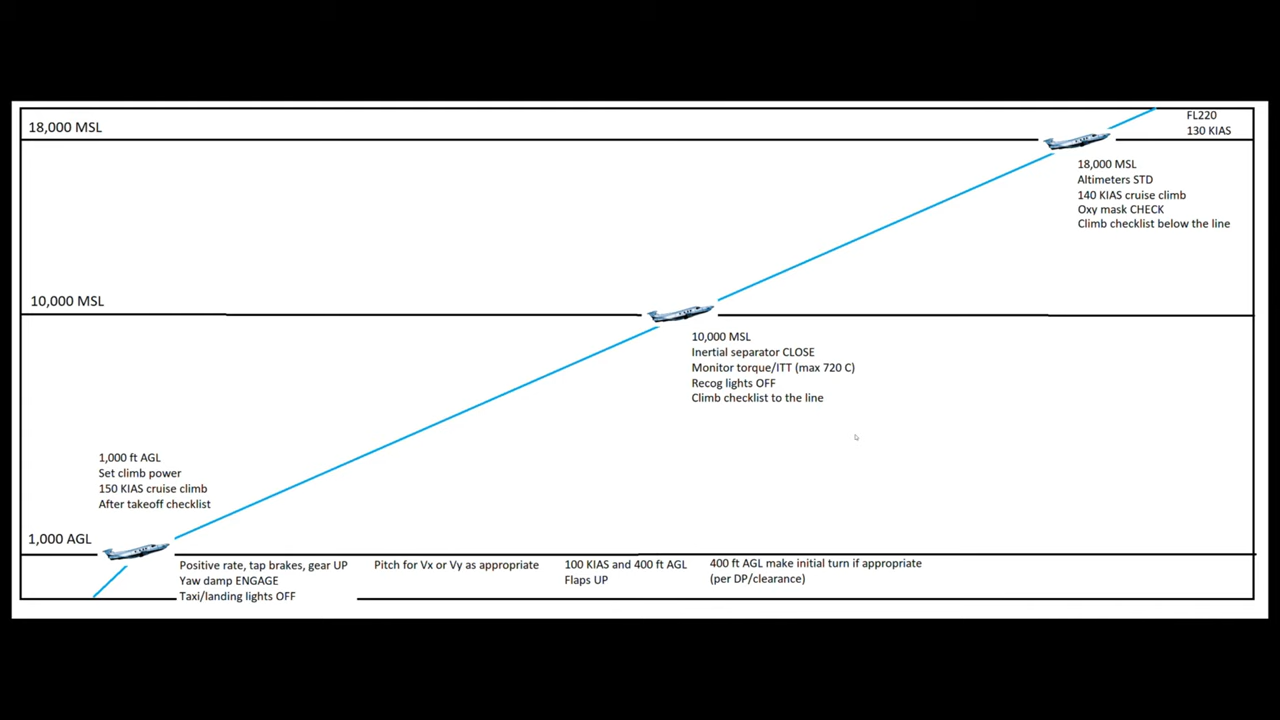 18,000 MSL
FL220
130 KIAS
18,000 MSL
Altimeters STD
140 KIAS cruise climb
Oxy mask CHECK
Climb checklist below the line
10,000 MSL
10,000 MSL
Inertial separator CLOSE
Monitor torque/ITT (max 720 C)
Recog lights OFF
Climb checklist to the line
1,000 ft AGL
Set climb power
150 KIAS cruise climb
After takeoff checklist
1,000 AGL
Positive rate, tap brakes, gear UP
Yaw damp ENGAGE
Taxi/landing lights OFF
Pitch for Vx or Vy as appropriate
100 KIAS and 400 ft AGL
Flaps UP
400 ft AGL make initial turn if appropriate
(per DP/clearance)